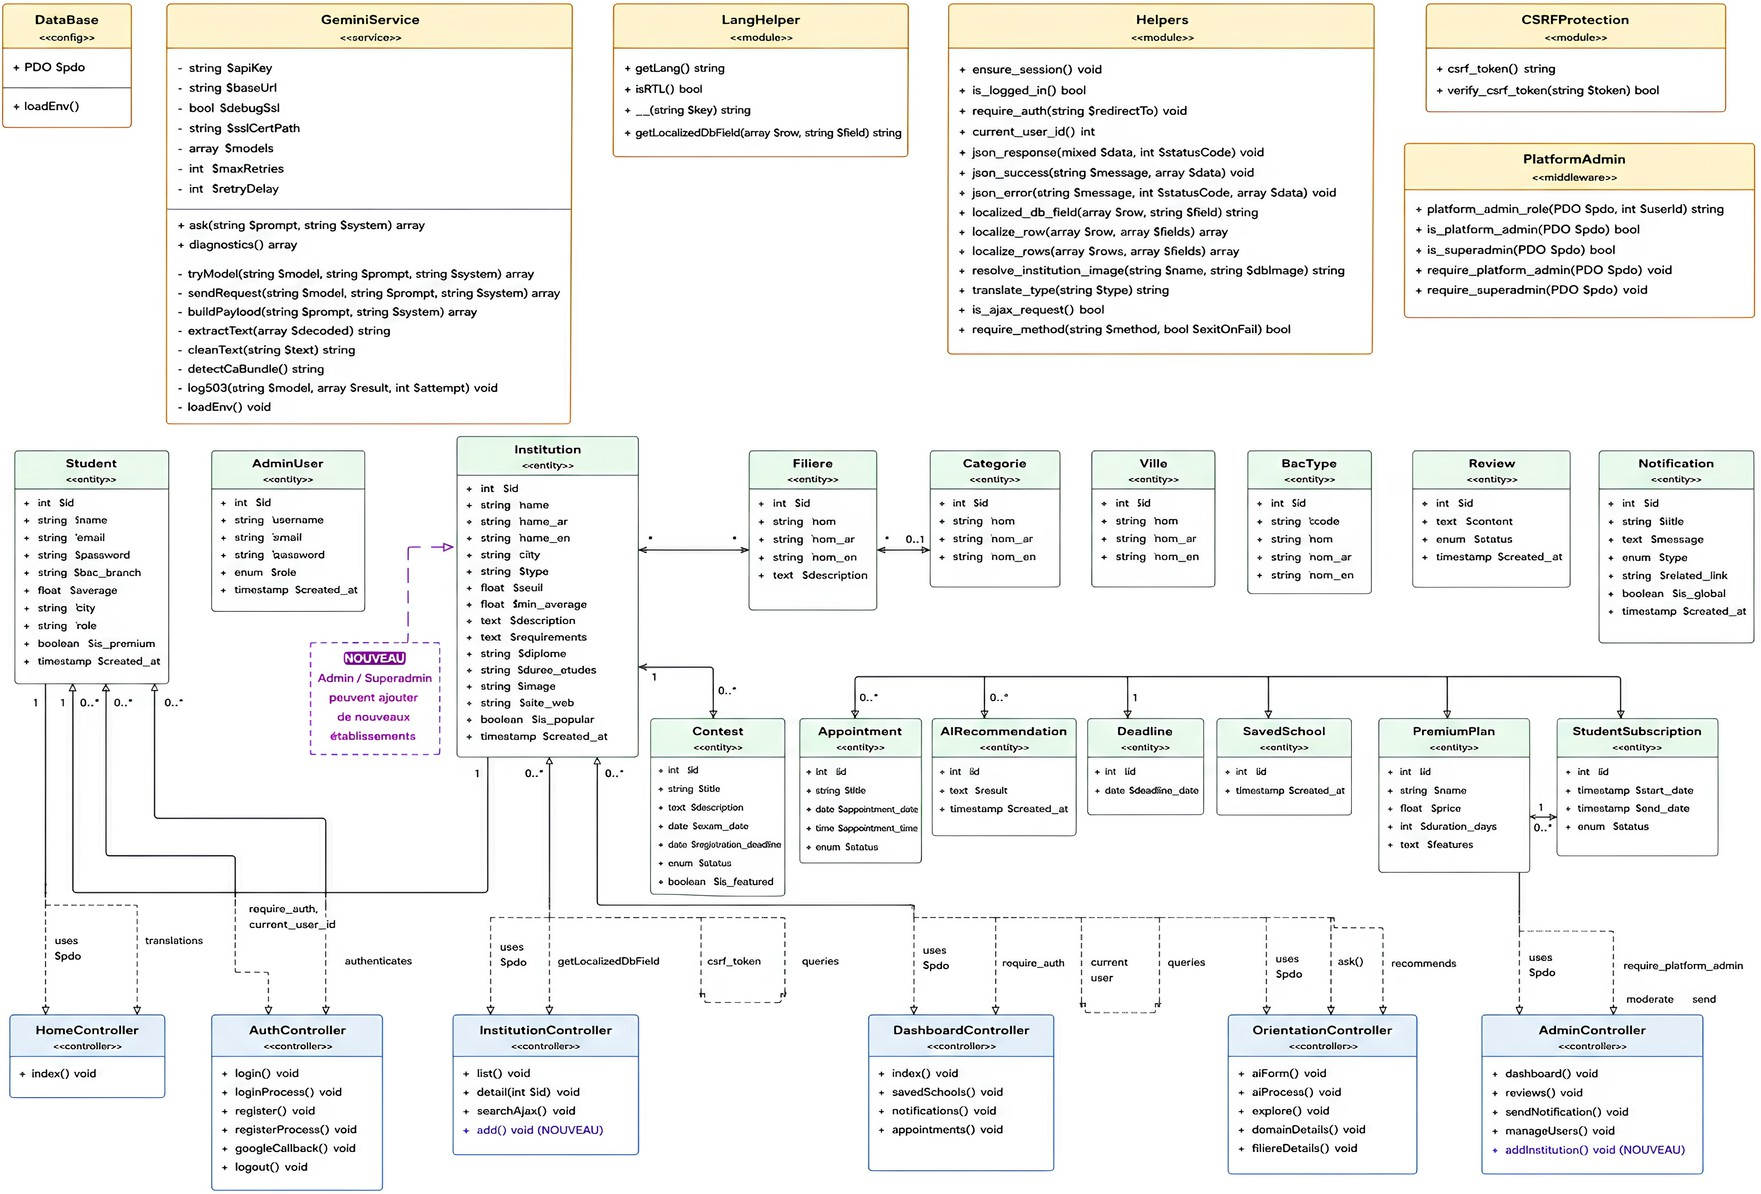 DataBase
<<config>>
+ PDO $pdo
+ loadEnv()
GeminiService
<<service>>
- string $apiKey
- string $baseUrl
- bool $debugSsl
- string $sslCertPath
- array $models
- int $maxRetries
- int $retryDelay
+ ask(string $prompt, string $system) array
+ diagnostics() array
- tryModel(string $model, string $prompt, string $system) array
- sendRequest(string $model, string $prompt, string $system) array
- buildPaylood(string $prompt, string $system) array
- extractText(array $decoded) string
- cleanText(string $text) string
- detectCaBundle() string
- log503(string $model, array $result, int $attempt) void
- loadEnv() void
LangHelper
<<module>>
+ getLang() string
+ isRTL() bool
+ __(string $key) string
+ getLocalizedDbField(array $row, string $field) string
Helpers
<<module>>
+ ensure_session() void
+ is_logged_in() bool
+ require_auth(string $redirectTo) void
+ current_user_id() int
+ json_response(mixed $data, int $statusCode) void
+ json_success(string $message, array $data) void
+ json_error(string $message, int $statusCode, array $data) void
+ localized_db_field(array $row, string $field) string
+ localize_row(array $row, array $fields) array
+ localize_rows(array $rows, array $fields) array
+ resolve_institution_image(string $name, string $dbImage) string
+ translate_type(string $type) string
+ is_ajax_request() bool
+ require_method(string $method, bool $exitOnFail) bool
CSRFProtection
<<module>>
+ csrf_token() string
+ verify_csrf_token(string $token) bool
PlatformAdmin
<<middleware>>
+ platform_admin_role(PDO $pdo, int $userId) string
+ is_platform_admin(PDO $pdo) bool
+ is_superadmin(PDO $pdo) bool
+ require_platform_admin(PDO $pdo) void
+ require_superadmin(PDO $pdo) void
Student
<<entity>>
+ int $id
+ string $name
+ string 'email
+ string $password
+ string $bac_branch
+ float $average
+ string 'city
+ string 'role
+ boolean $is_premium
+ timestamp $created_at
AdminUser
<<entity>>
+ int $id
+ string 'username
+ string
+ string
+ enum $role
+ timestamp $created_at
NOUVEAU
Admin / Superadmin
peuvent ajouter
de nouveaux
établissements
Institution
<<entity>>
+ int $id
+ string name
+ string name_ar
+ string name_en
+ string city
+ string $type
+ float $seuil
+ float $min_average
+ text $description
+ text $requirements
+ string $diplome
+ string $duree_etudes
+ string $image
+ string $site_web
+ boolean $is_popular
+ timestamp $created_at
* *
Filiere
<<entity>>
+ int $id
+ string 'nom
+ string 'nom_ar
+ string 'nom_en
+ text $description
* 0..1
Categorie
<<entity>>
+ int $id
+ string 'nom
+ string 'nom_ar
+ string 'nom_en
Ville
<<entity>>
+ int $id
+ string 'nom
+ string 'nom_ar
+ string 'nom_en
BacType
<<entity>>
+ int $id
+ string 'code
+ string 'nom
+ string 'nom_ar
+ string 'nom_en
Review
<<entity>>
+ int $id
+ text $content
+ enum $status
+ timestamp $created_at
Notification
<<entity>>
+ int $id
+ string $title
+ text $message
+ enum $type
+ string $related_link
+ boolean $is_global
+ timestamp $created_at
1 0..*
0..* 0..* 1
Contest
<<entity>>
+ int $id
+ string $title
+ text $description
+ date $exam_date
+ date $registration_deadline
+ enum $status
+ boolean $is_featured
Appointment
<<entity>>
+ int $id
+ string $title
+ date $appointment_date
+ time $appointment_time
+ enum $status
AIRecommendation
<<entity>>
+ int $id
+ text $result
+ timestamp $created_at
Deadline
<<entity>>
+ int $id
+ date $deadline_date
SavedSchool
<<entity>>
+ int $id
+ timestamp $created_at
PremiumPlan
<<entity>>
+ int $id
+ string $name
+ float $price
+ int $duration_days
+ text $features
1
0..*
StudentSubscription
<<entity>>
+ int $id
+ timestamp $start_date
+ timestamp $end_date
+ enum $status
1 1 0..* 0..* 0..*
1 0..* 0..*
uses
$pdo
translations
require_auth,
current_user_id
authenticates
uses
$pdo
getLocalizedDbField
csrf_token
queries
uses
$pdo
require_auth
current
user
queries
uses
$pdo
ask()
recommends
uses
$pdo
require_platform_admin
moderate send
HomeController
<<controller>>
+ index() void
AuthController
<<controller>>
+ login() void
+ loginProcess() void
+ register() void
+ registerProcess() void
+ googleCallback() void
+ logout() void
InstitutionController
<<controller>>
+ list() void
+ detail(int $id) void
+ searchAjax() void
+ add() void (NOUVEAU)
DashboardController
<<controller>>
+ index() void
+ savedSchools() void
+ notifications() void
+ appointments() void
OrientationController
<<controller>>
+ aiForm() void
+ aiProcess() void
+ explore() void
+ domainDetails() void
+ filiereDetails() void
AdminController
<<controller>>
+ dashboard() void
+ reviews() void
+ sendNotification() void
+ manageUsers() void
+ addInstitution() void (NOUVEAU)